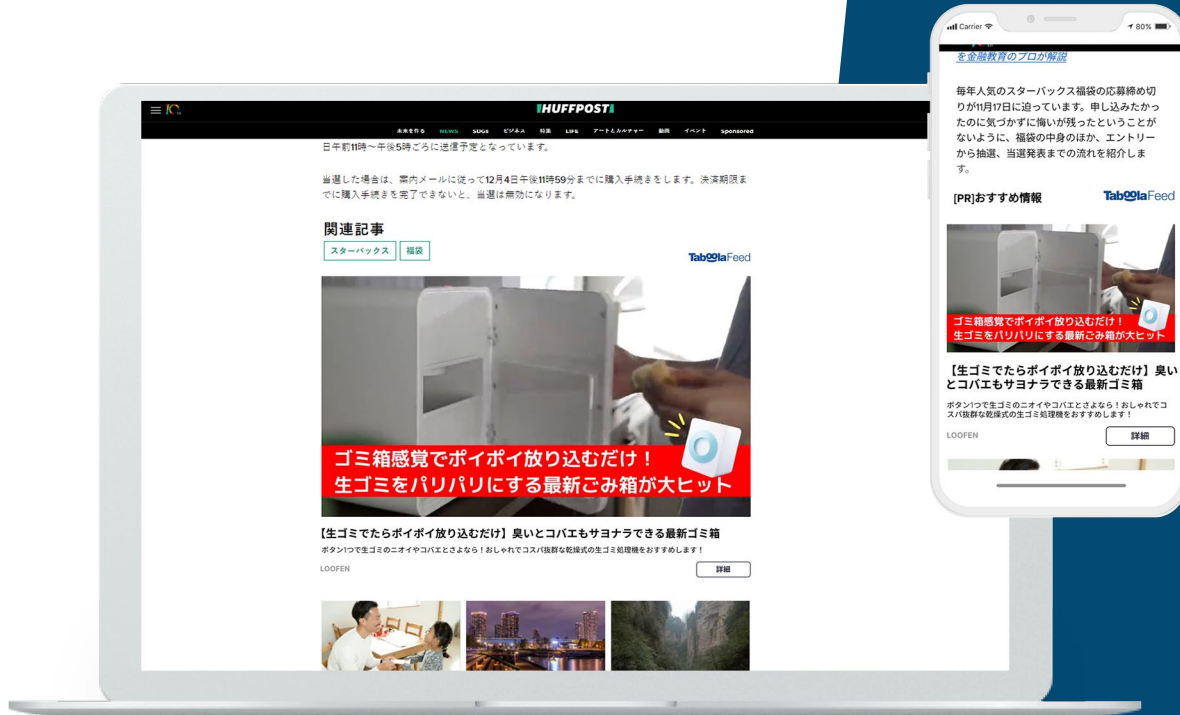 HUFFPOST
未来を作る NEWS SDGs ビジネス 特集 LIFE アートとカルチャー 動画 イベント Sponsored
日午前11時〜午後5時ごろに送信予定となっています。
当選した場合は、案内メールに従って12月4日午後11時59分までに購入手続きをします。決済期限ま
でに購入手続きを完了できないと、当選は無効になります。
関連記事
スターバックス 福袋
TaboolaFeed
ゴミ箱感覚でポイポイ放り込むだけ！
生ゴミをパリパリにする最新ごみ箱が大ヒット
【生ゴミでたらポイポイ放り込むだけ】臭いとコバエもサヨナラできる最新ゴミ箱
ボタン1つで生ゴミのニオイやコバエとさよなら！おしゃれでコスパ抜群な乾燥式の生ゴミ処理機をおすすめします！
LOOFEN
詳細
Carrier 80%
を金融教育のプロが解説
毎年人気のスターバックス福袋の応募締め切
りが11月17日に迫っています。申し込みたかっ
たのに気づかずに悔いが残ったということが
ないように、福袋の中身のほか、エントリー
から抽選、当選発表までの流れを紹介しま
す。
[PR]おすすめ情報
TaboolaFeed
ゴミ箱感覚でポイポイ放り込むだけ！
生ゴミをパリパリにする最新ごみ箱が大ヒット
【生ゴミでたらポイポイ放り込むだけ】臭い
とコバエもサヨナラできる最新ゴミ箱
ボタン1つで生ゴミのニオイやコバエとさよなら！おしゃれでコ
スパ抜群な乾燥式の生ゴミ処理機をおすすめします！
LOOFEN
詳細